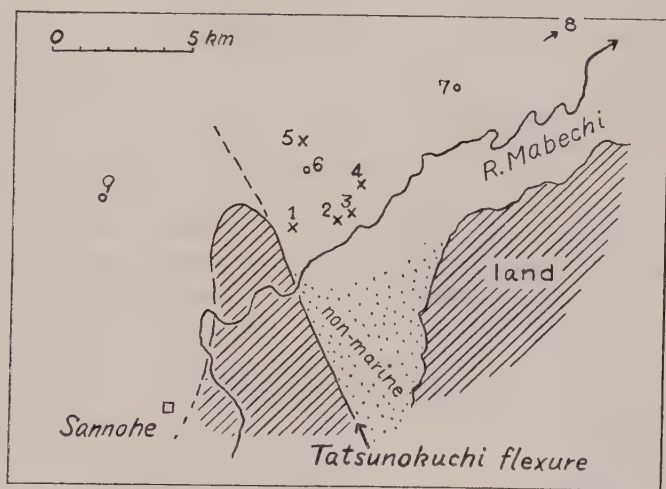 0 5 km
8
7
R. Mabechi
5
6
4
9
1
2
3
land
non-marine
Sannohe
Tatsunokuchi flexure